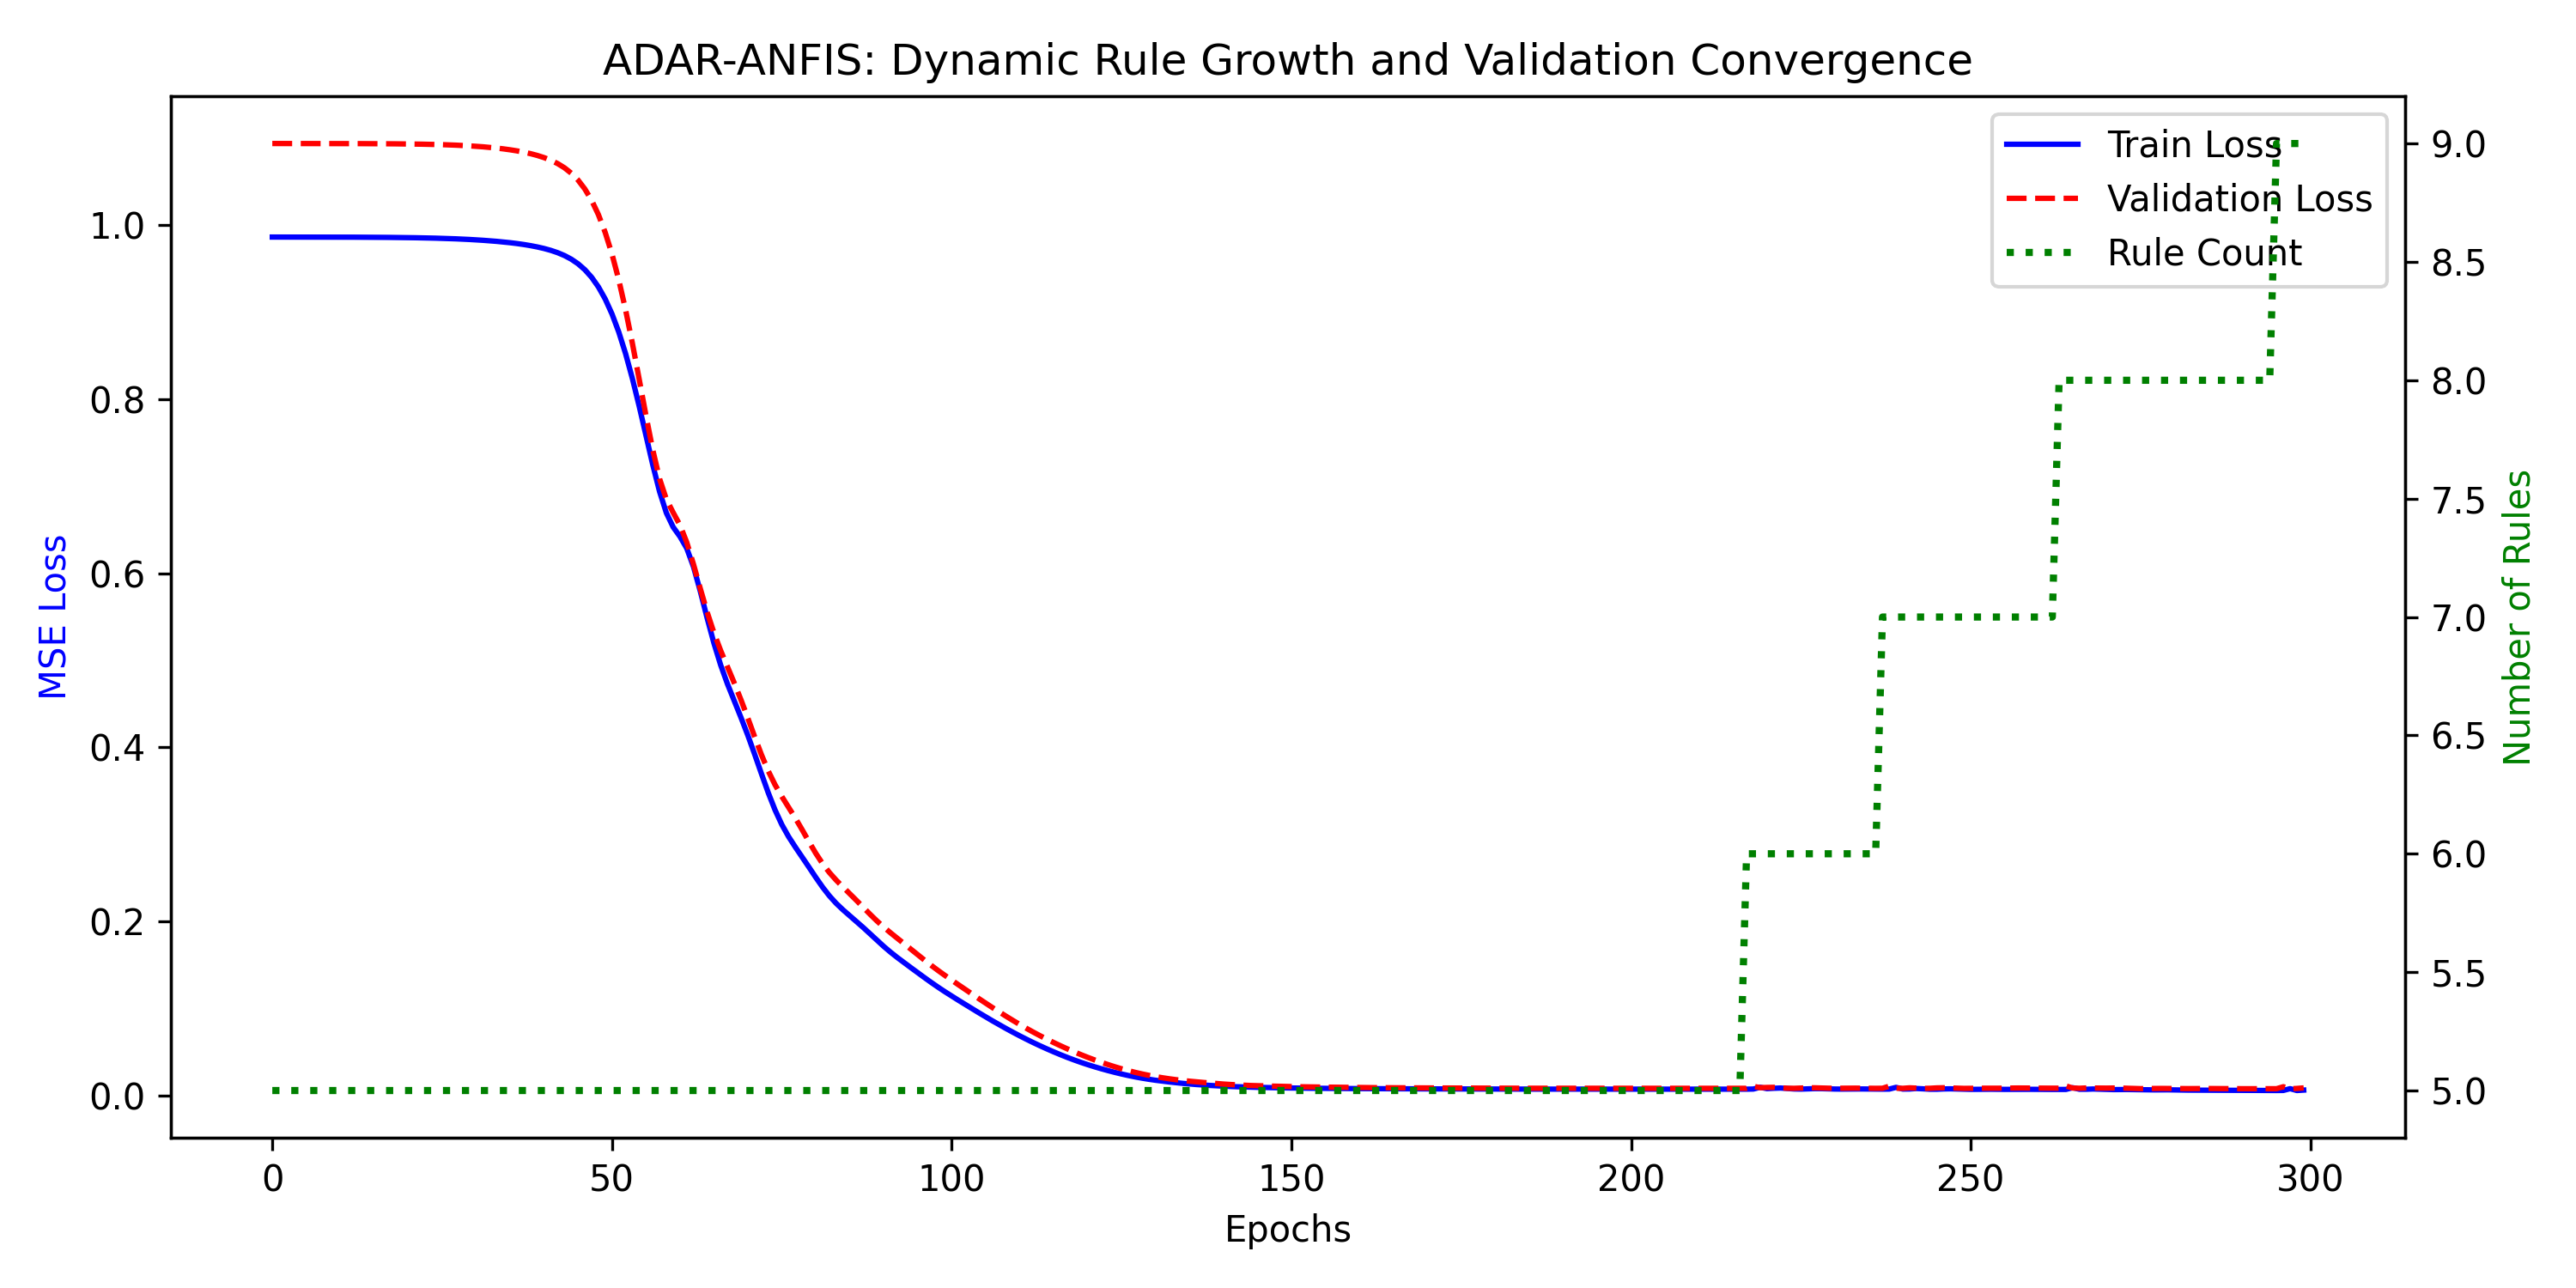 ADAR-ANFIS: Dynamic Rule Growth and Validation Convergence
Train Loss
Validation Loss
Rule Count
MSE Loss
1.0
0.8
0.6
0.4
0.2
0.0
9.0
8.5
8.0
7.5
7.0
6.5
6.0
5.5
5.0
Number of Rules
0 50 100 150 200 250 300
Epochs